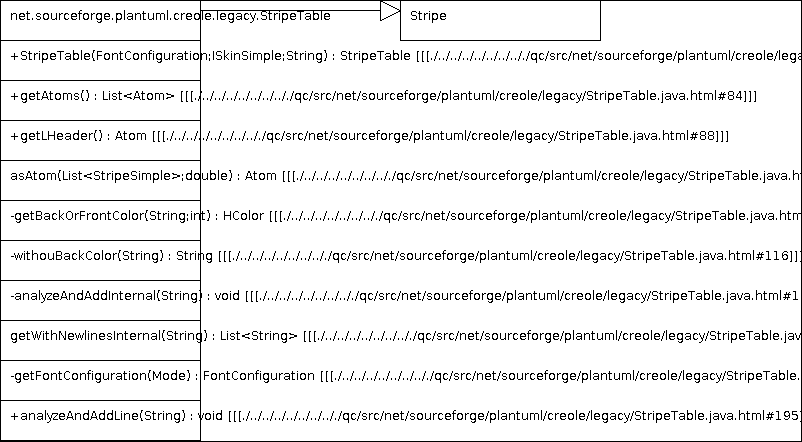 net.sourceforge.plantuml.creole.legacy.StripeTable
Stripe
+StripeTable(FontConfiguration;ISkinSimple;String) : StripeTable [[[./../../../../../../../../qc/src/net/sourceforge/plantuml/creole/lega
+getAtoms() : List<Atom> [[[./../../../../../../../../qc/src/net/sourceforge/plantuml/creole/legacy/StripeTable.java.html#84]]]
+getLHeader() : Atom [[[./../../../../../../../../qc/src/net/sourceforge/plantuml/creole/legacy/StripeTable.java.html#88]]]
asAtom(List<StripeSimple>;double) : Atom [[[./../../../../../../../../qc/src/net/sourceforge/plantuml/creole/legacy/StripeTable.java.h
-getBackOrFrontColor(String;int) : HColor [[[./../../../../../../../../qc/src/net/sourceforge/plantuml/creole/legacy/StripeTable.java.htm
-withouBackColor(String) : String [[[./../../../../../../../../qc/src/net/sourceforge/plantuml/creole/legacy/StripeTable.java.html#116]]]
-analyzeAndAddInternal(String) : void [[[./../../../../../../../../qc/src/net/sourceforge/plantuml/creole/legacy/StripeTable.java.html#1
getWithNewlinesInternal(String) : List<String> [[[./../../../../../../../../qc/src/net/sourceforge/plantuml/creole/legacy/StripeTable.jav
-getFontConfiguration(Mode) : FontConfiguration [[[./../../../../../../../../qc/src/net/sourceforge/plantuml/creole/legacy/StripeTable.
+analyzeAndAddLine(String) : void [[[./../../../../../../../../qc/src/net/sourceforge/plantuml/creole/legacy/StripeTable.java.html#195]